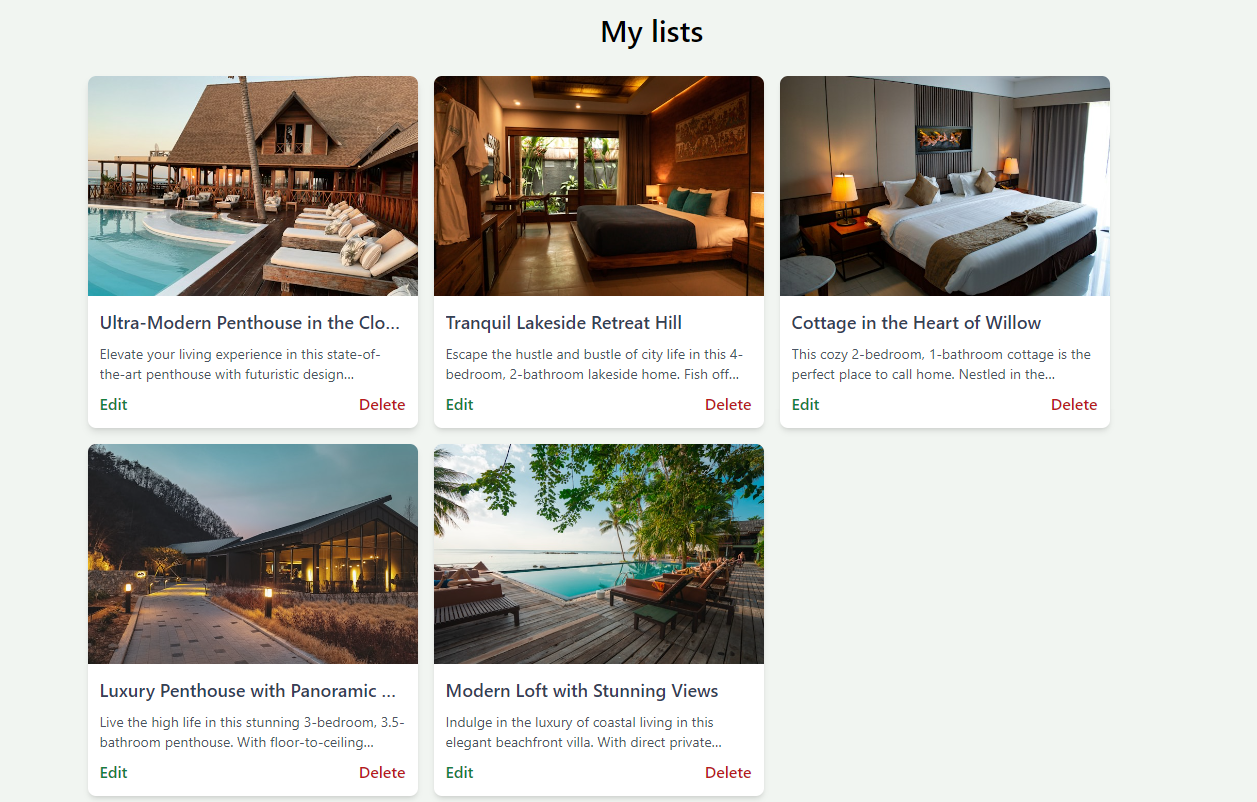 My lists
Ultra-Modern Penthouse in the Clo...
Elevate your living experience in this state-of-
the-art penthouse with futuristic design...
Edit
Delete
Tranquil Lakeside Retreat Hill
Escape the hustle and bustle of city life in this 4-
bedroom, 2-bathroom lakeside home. Fish off...
Edit
Delete
Cottage in the Heart of Willow
This cozy 2-bedroom, 1-bathroom cottage is the
perfect place to call home. Nestled in the...
Edit
Delete
Luxury Penthouse with Panoramic ...
Live the high life in this stunning 3-bedroom, 3.5-
bathroom penthouse. With floor-to-ceiling...
Edit
Delete
Modern Loft with Stunning Views
Indulge in the luxury of coastal living in this
elegant beachfront villa. With direct private...
Edit
Delete